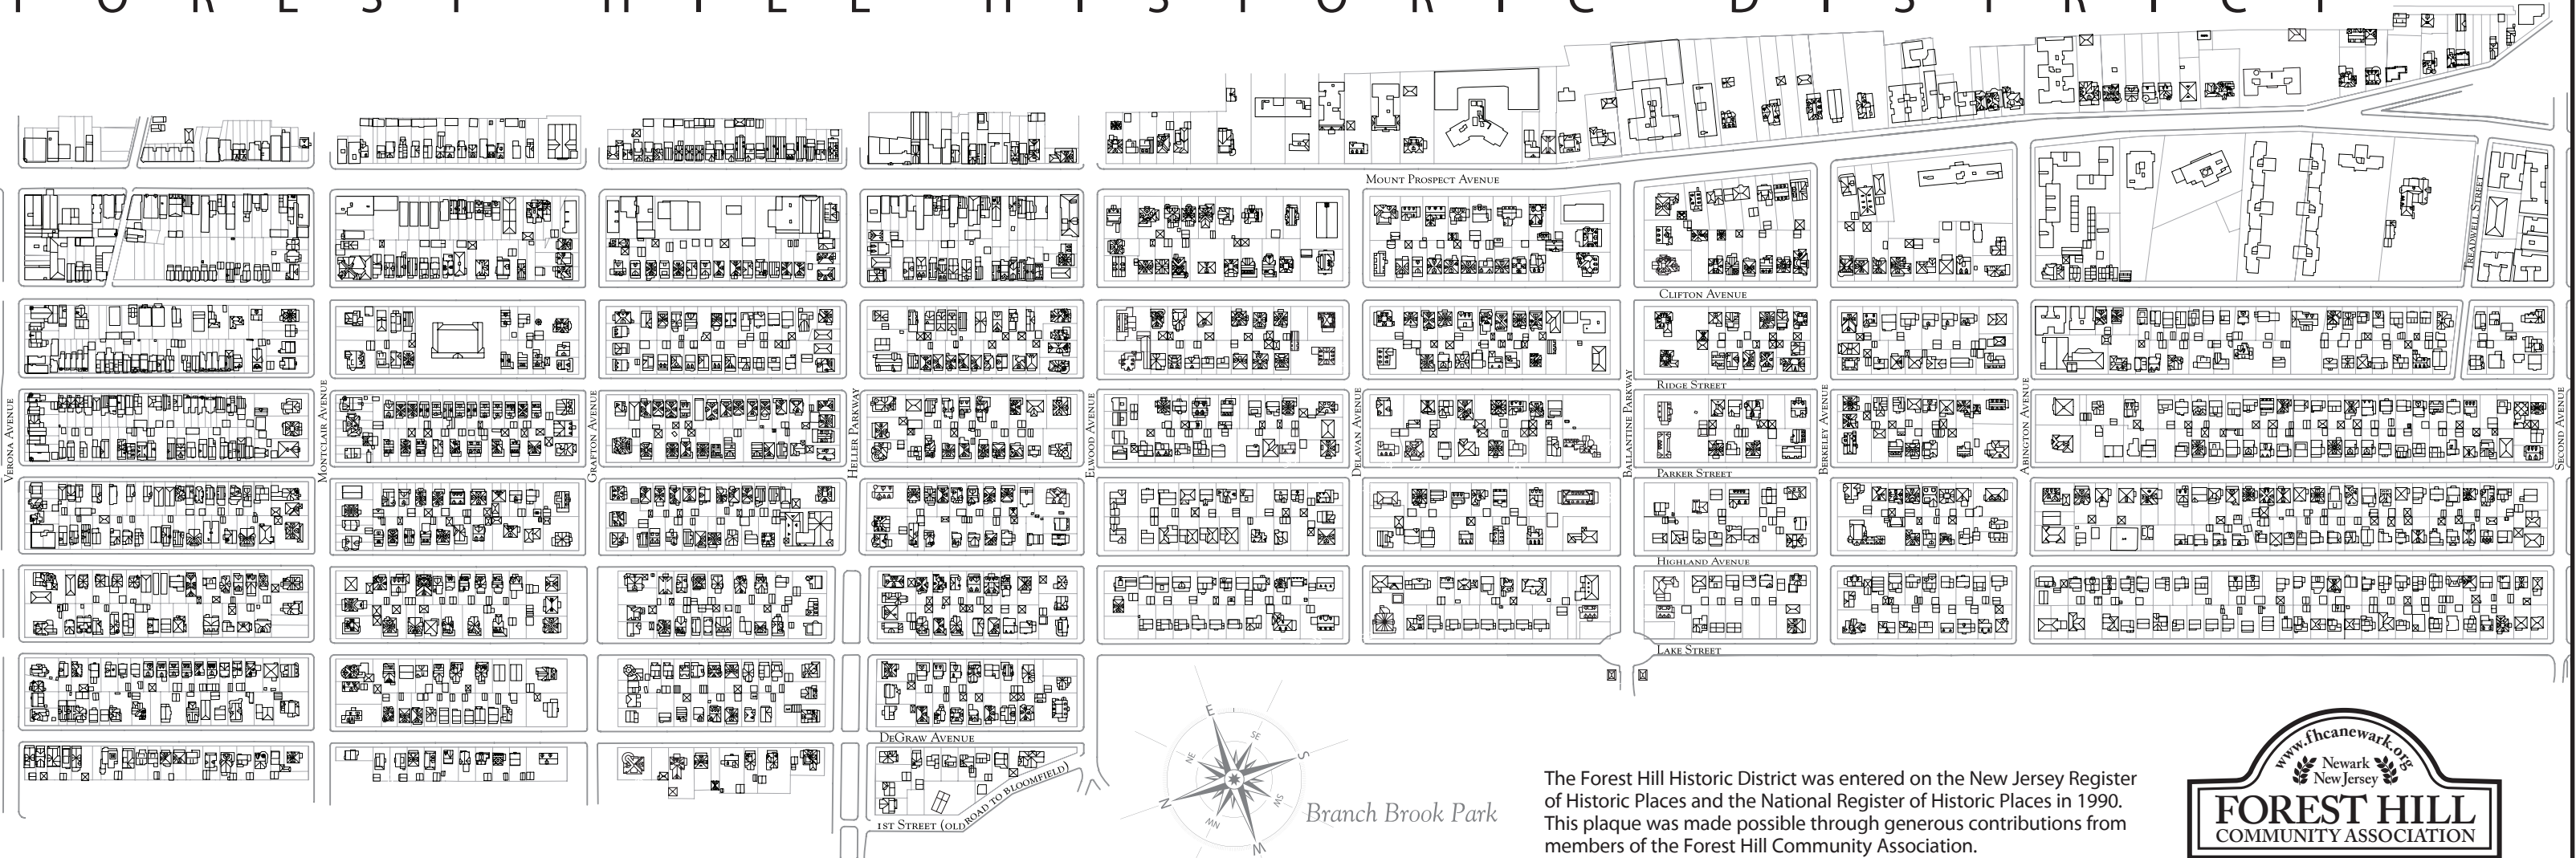 FOREST HILL HISTORIC DISTRICT
MOUNT PROSPECT AVENUE
TREADWELL STREET
CLIFTON AVENUE
RIDGE STREET
VERONA AVENUE
MONTCLAIR AVENUE
GRAFTON AVENUE
HELLER PARKWAY
ELWOOD AVENUE
DELAVAN AVENUE
BALLANTINE PARKWAY
BERKELEY AVENUE
ABINGTON AVENUE
SECOND AVENUE
PARKER STREET
HIGHLAND AVENUE
LAKE STREET
DEGRAW AVENUE
1ST STREET (OLD ROAD TO BLOOMFIELD)
E
SE
S
SW
W
NW
N
NE
Branch Brook Park
The Forest Hill Historic District was entered on the New Jersey Register
of Historic Places and the National Register of Historic Places in 1990.
This plaque was made possible through generous contributions from
members of the Forest Hill Community Association.
www.fhcanewark.org
Newark
New Jersey
FOREST HILL
COMMUNITY ASSOCIATION